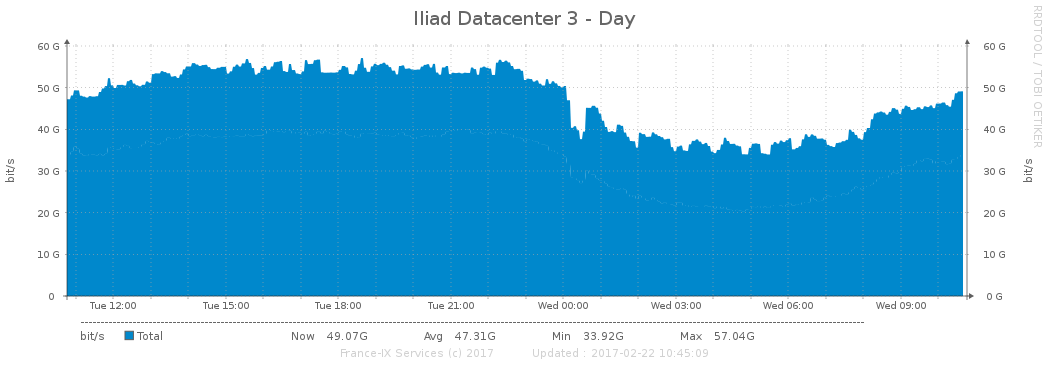 Iliad Datacenter 3 - Day
RRDTOOL / TOBI OETIKER
60 G 60 G
50 G 50 G
40 G 40 G
30 G 30 G
20 G 20 G
10 G 10 G
0 0 G
bit/s bit/s
Tue 12:00 Tue 15:00 Tue 18:00 Tue 21:00 Wed 00:00 Wed 03:00 Wed 06:00 Wed 09:00
bit/s Total Now 49.07G Avg 47.31G Min 33.92G Max 57.04G
France-IX Services (c) 2017 Updated : 2017-02-22 10:45:09